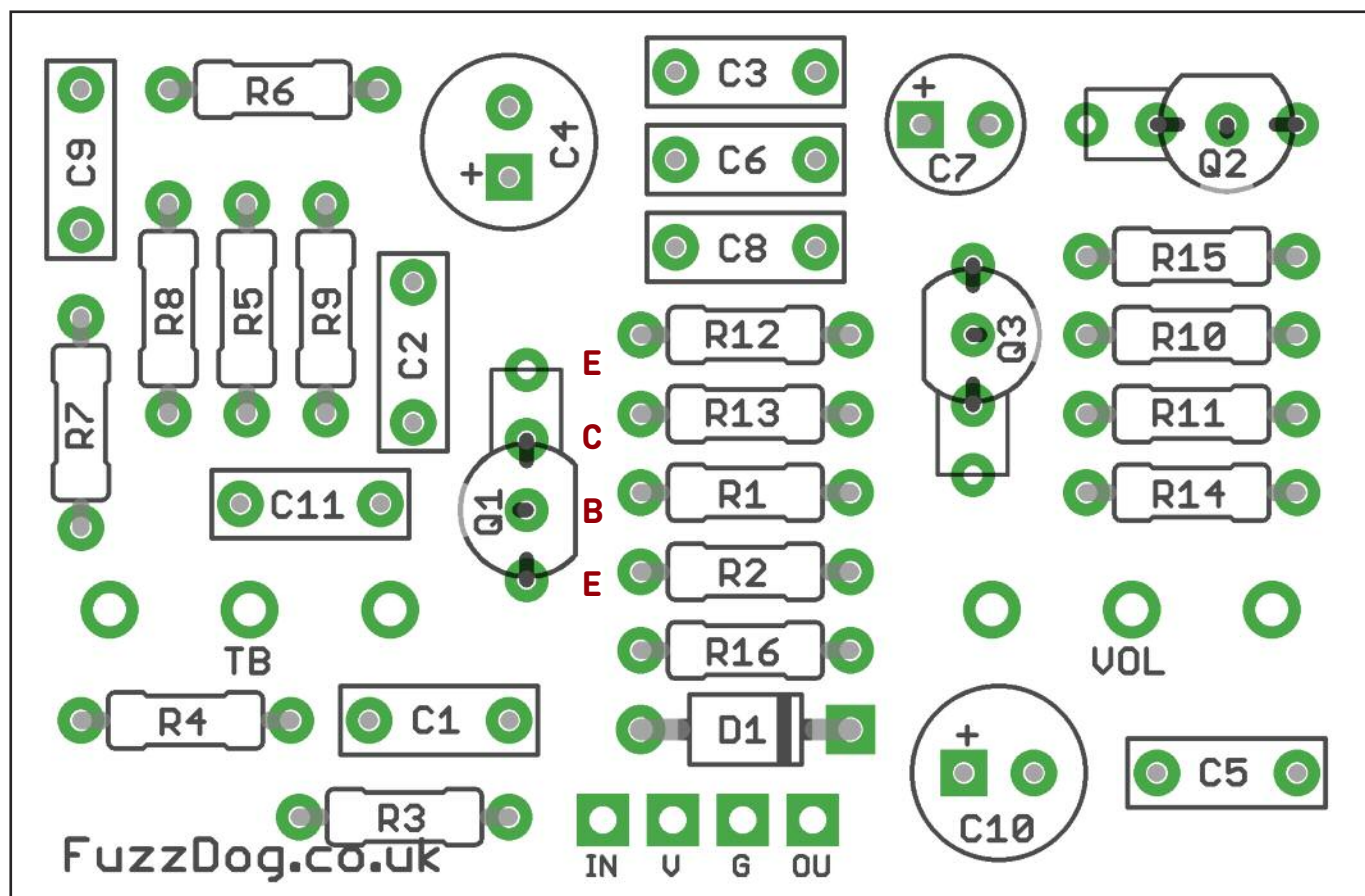 R6
C9
+
C4
C3
C6
C8
+
C7
Q2
R8
R5
R9
C2
R7
C11
Q1
E
C
B
E
R12
R13
R1
R2
R16
D1
Q3
R15
R10
R11
R14
TB
VOL
R4
C1
R3
+
C10
C5
FuzzDog.co.uk
IN V G OU